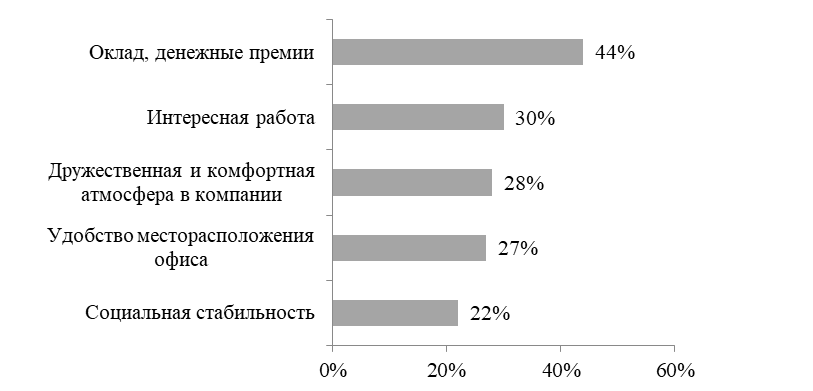 Оклад, денежные премии
44%
Интересная работа
30%
Дружественная и комфортная
атмосфера в компании
28%
Удобство месторасположения
офиса
27%
Социальная стабильность
22%
0% 20% 40% 60%